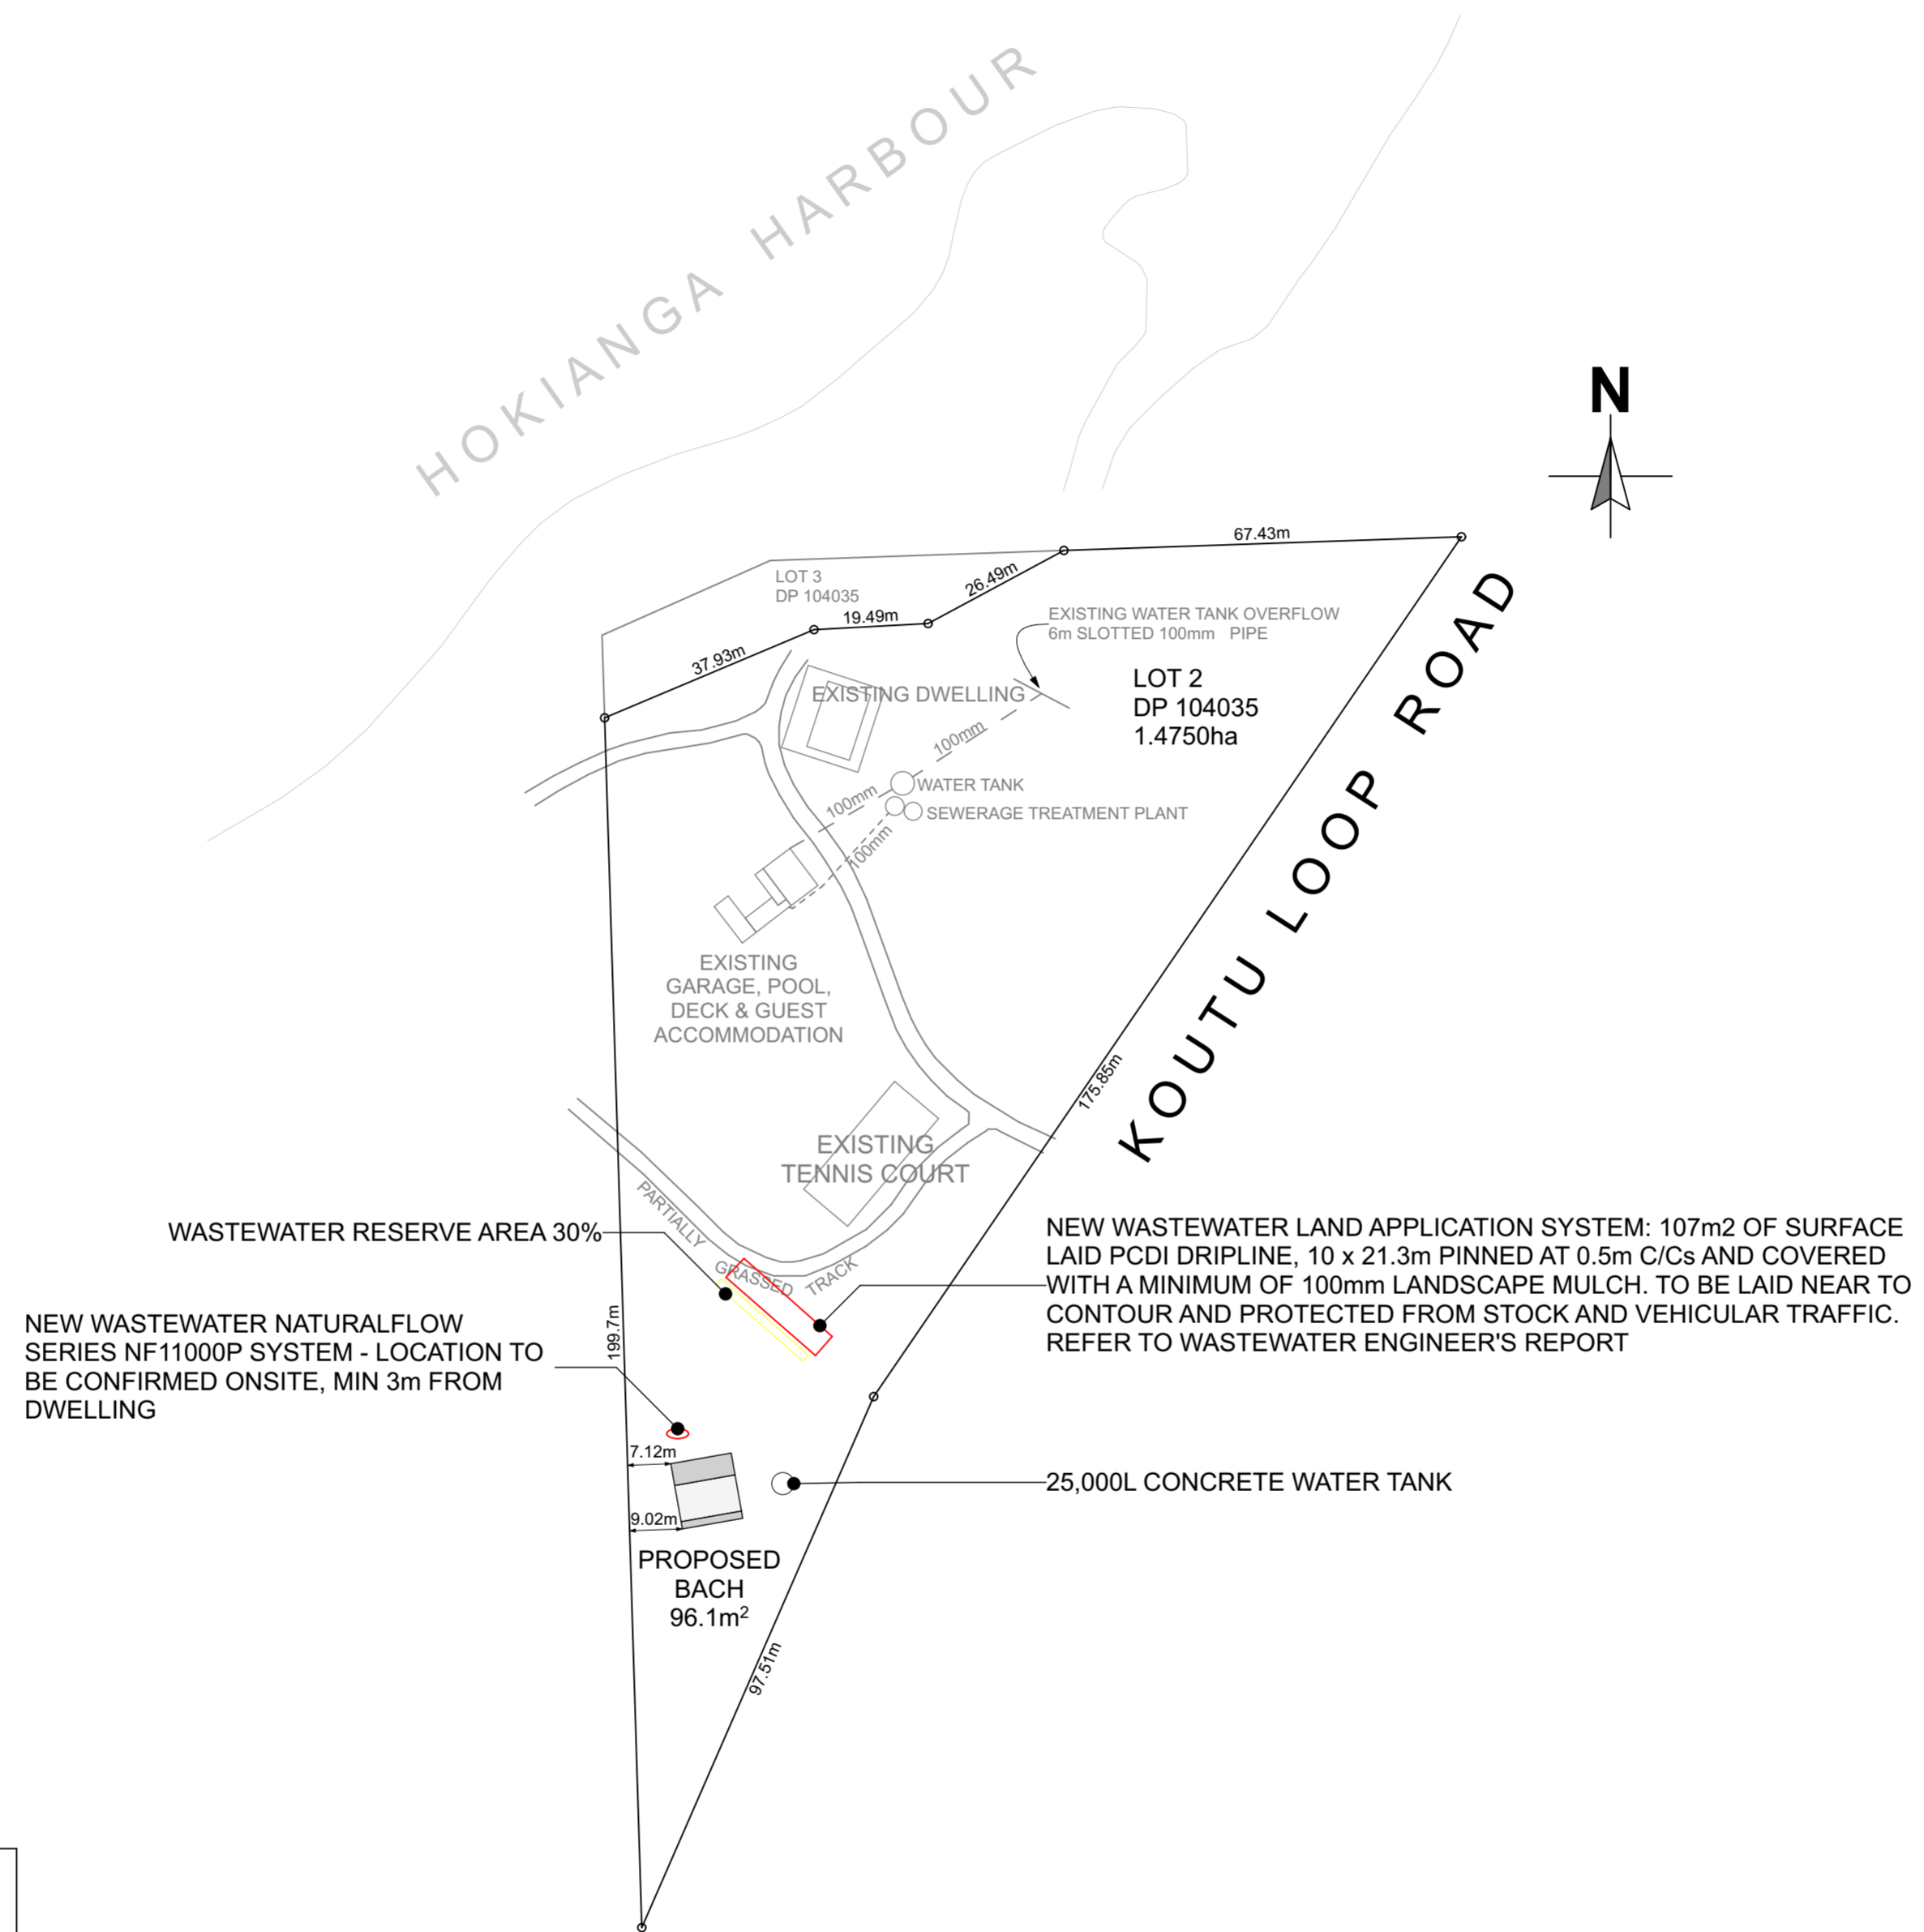 HOKIANGA HARBOUR
N
67.43m
LOT 3
DP 104035
26.49m
19.49m
37.93m
EXISTING WATER TANK OVERFLOW
6m SLOTTED 100mm PIPE
LOT 2
DP 104035
1.4750ha
EXISTING DWELLING
100mm
WATER TANK
100mm
SEWERAGE TREATMENT PLANT
100mm
KOUTU LOOP ROAD
EXISTING
GARAGE, POOL,
DECK & GUEST
ACCOMMODATION
175.85m
EXISTING
TENNIS COURT
PARTIALLY
GRASSED
TRACK
WASTEWATER RESERVE AREA 30%
NEW WASTEWATER LAND APPLICATION SYSTEM: 107m2 OF SURFACE
LAID PCDI DRIPLINE, 10 x 21.3m PINNED AT 0.5m C/Cs AND COVERED
WITH A MINIMUM OF 100mm LANDSCAPE MULCH. TO BE LAID NEAR TO
CONTOUR AND PROTECTED FROM STOCK AND VEHICULAR TRAFFIC.
REFER TO WASTEWATER ENGINEER'S REPORT
199.7m
NEW WASTEWATER NATURALFLOW
SERIES NF11000P SYSTEM - LOCATION TO
BE CONFIRMED ONSITE, MIN 3m FROM
DWELLING
7.12m
25,000L CONCRETE WATER TANK
9.02m
PROPOSED
BACH
96.1m²
97.51m